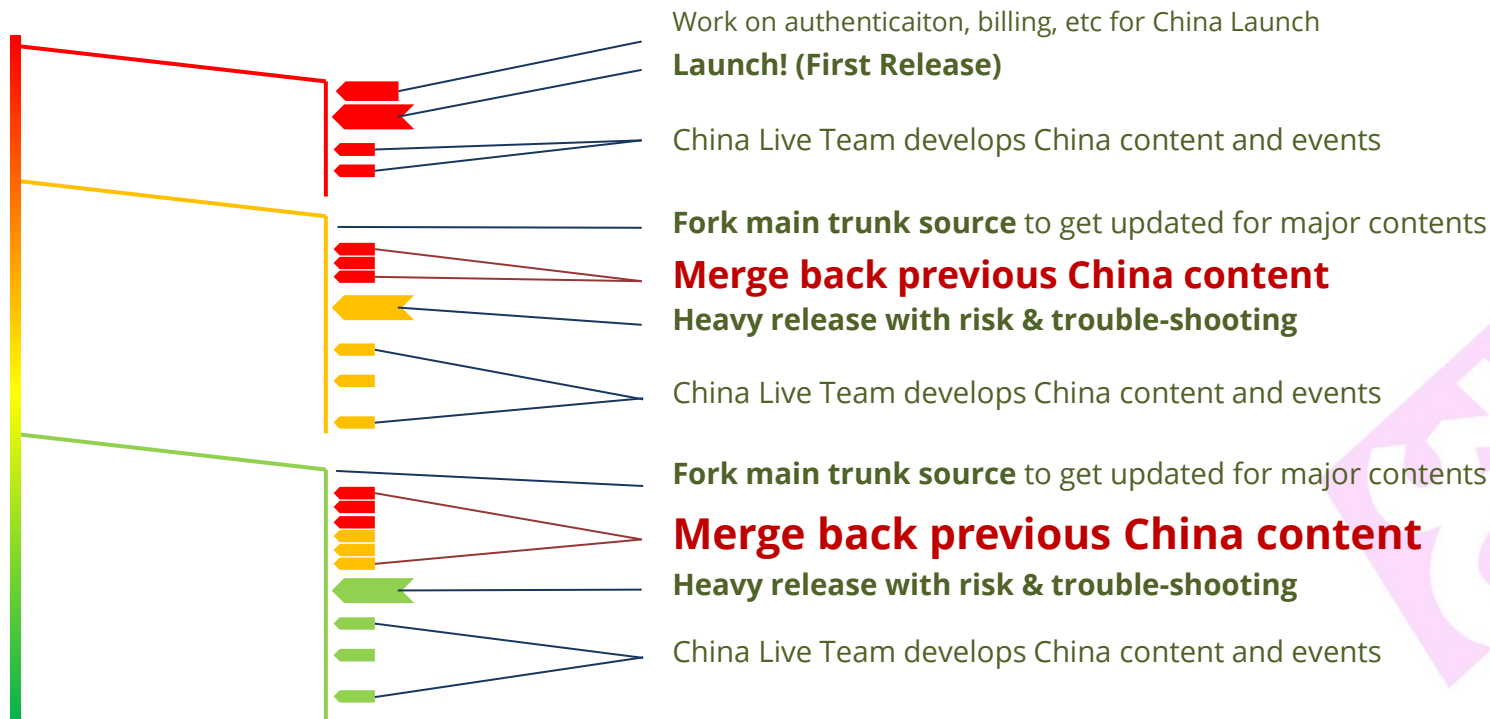 Work on authenticaiton, billing, etc for China Launch
Launch! (First Release)
China Live Team develops China content and events
Fork main trunk source to get updated for major contents
Merge back previous China content
Heavy release with risk & trouble-shooting
China Live Team develops China content and events
Fork main trunk source to get updated for major contents
Merge back previous China content
Heavy release with risk & trouble-shooting
China Live Team develops China content and events